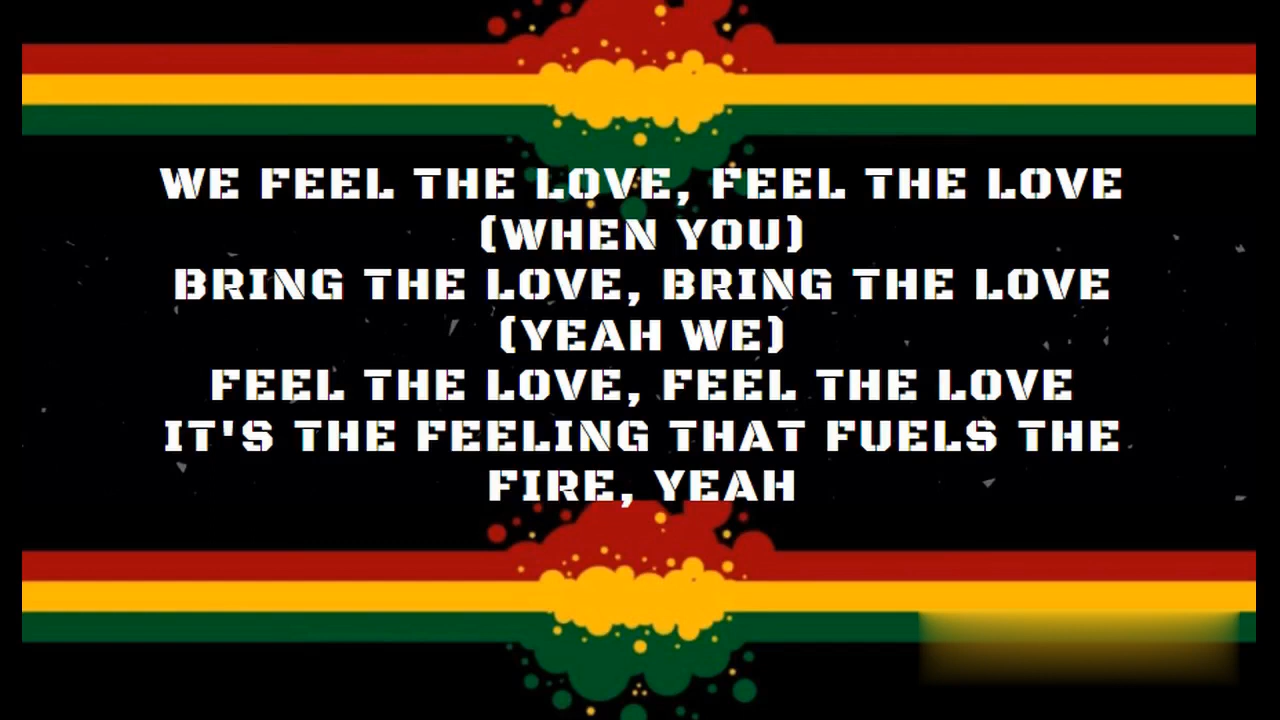 WE FEEL THE LOVE, FEEL THE LOVE
(WHEN YOU)
BRING THE LOVE, BRING THE LOVE
(YEAH WE)
FEEL THE LOVE, FEEL THE LOVE
IT'S THE FEELING THAT FUELS THE
FIRE, YEAH